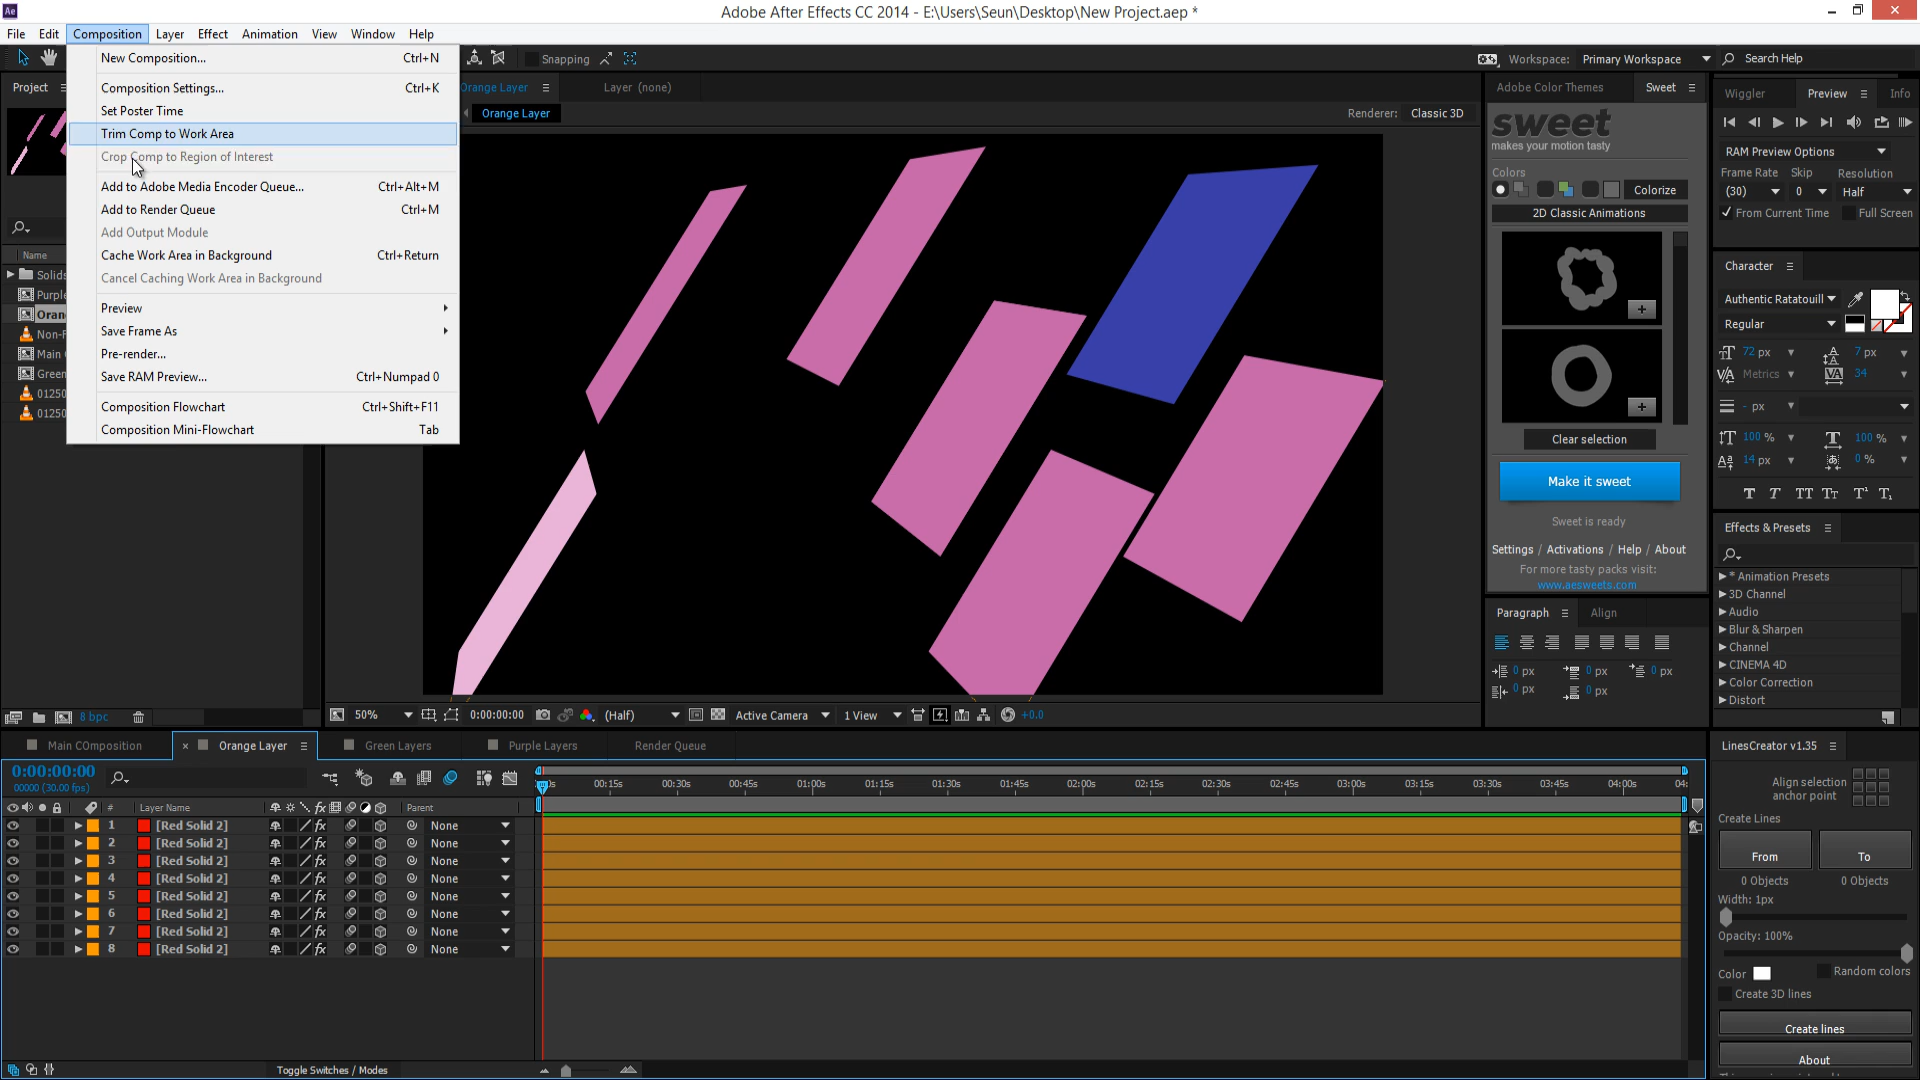 Ae
Adobe After Effects CC 2014 - E:\Users\Seun\Desktop\New Project.aep *
File Edit Composition Layer Effect Animation View Window Help
Snapping
Workspace: Primary Workspace
Search Help
Project
New Composition... Ctrl+N
Composition Settings... Ctrl+K
Set Poster Time
Trim Comp to Work Area
Crop Comp to Region of Interest
Add to Adobe Media Encoder Queue... Ctrl+Alt+M
Add to Render Queue Ctrl+M
Add Output Module
Cache Work Area in Background Ctrl+Return
Cancel Caching Work Area in Background
Preview
Save Frame As
Pre-render...
Save RAM Preview... Ctrl+Numpad 0
Composition Flowchart Ctrl+Shift+F11
Composition Mini-Flowchart Tab
Name
Solids
Purple
Oran
Non-F
Main
Green
01250
01250
8 bpc
Orange Layer
Layer (none)
Orange Layer
Renderer: Classic 3D
50%
0:00:00:00
(Half)
Active Camera
1 View
+0.0
Adobe Color Themes
Sweet
sweet
makes your motion tasty
Colors
Colorize
2D Classic Animations
+
+
Clear selection
Make it sweet
Sweet is ready
Settings / Activations / Help / About
For more tasty packs visit:
www.aesweets.com
Paragraph
Align
0 px 0 px 0 px
0 px 0 px
Wiggler
Preview
Info
RAM Preview Options
Frame Rate Skip Resolution
(30) 0 Half
From Current Time Full Screen
Character
Authentic Ratatouill
Regular
72 px 7 px
Metrics 34
- px
100 % 100 %
14 px 0 %
Effects & Presets
* Animation Presets
3D Channel
Audio
Blur & Sharpen
Channel
CINEMA 4D
Color Correction
Distort
Main COmposition
Orange Layer
Green Layers
Purple Layers
Render Queue
0:00:00:00
00000 (30.00 fps)
00:15s 00:30s 00:45s 01:00s 01:15s 01:30s 01:45s 02:00s 02:15s 02:30s 02:45s 03:00s 03:15s 03:30s 03:45s 04:00s 04:
# Layer Name Parent
1 [Red Solid 2] None
2 [Red Solid 2] None
3 [Red Solid 2] None
4 [Red Solid 2] None
5 [Red Solid 2] None
6 [Red Solid 2] None
7 [Red Solid 2] None
8 [Red Solid 2] None
Toggle Switches / Modes
LinesCreator v1.35
Align selection
anchor point
Create Lines
From To
0 Objects 0 Objects
Width: 1px
Opacity: 100%
Color
Random colors
Create 3D lines
Create lines
About